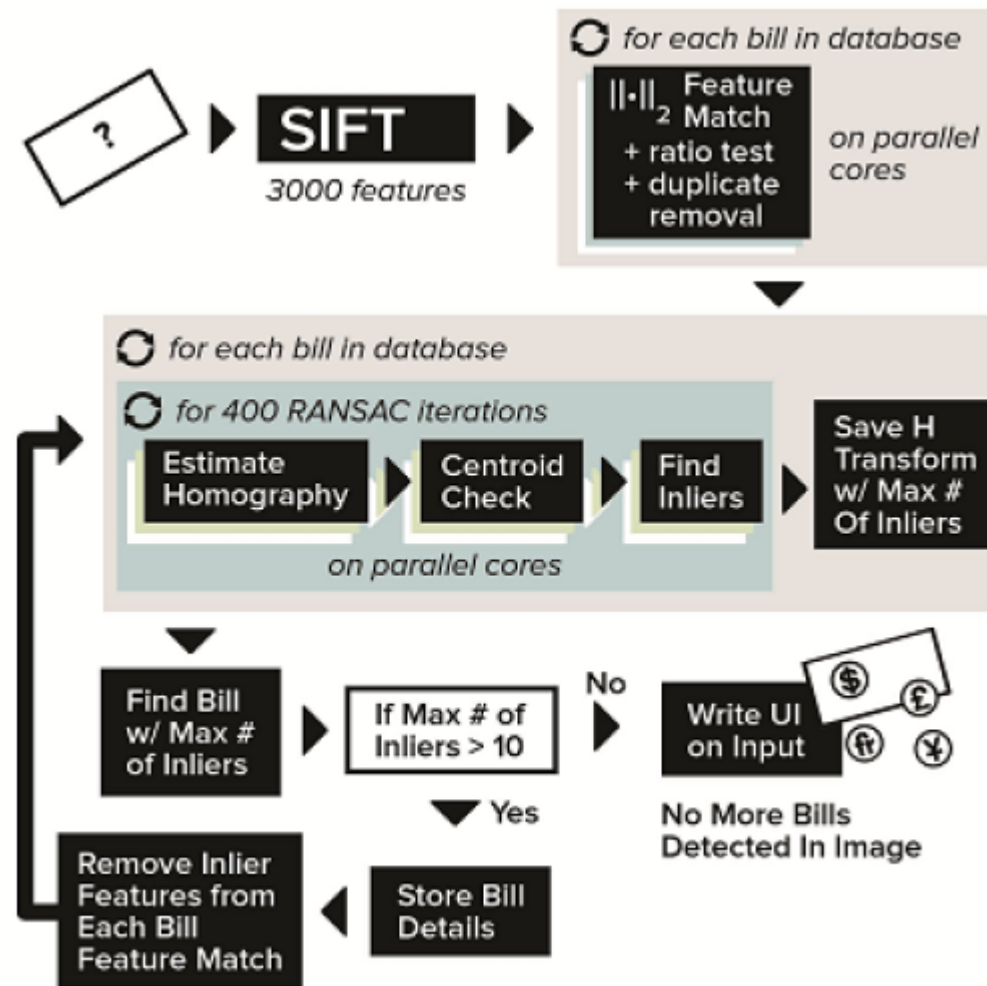 for each bill in database
?
SIFT
3000 features
||·||₂ Feature
Match
+ ratio test
+ duplicate
removal
on parallel
cores
for each bill in database
for 400 RANSAC iterations
Estimate
Homography
Centroid
Check
Find
Inliers
on parallel cores
Save H
Transform
w/ Max #
Of Inliers
Find Bill
w/ Max #
of Inliers
If Max # of
Inliers > 10
No
Write UI
on Input
$
£
₣
¥
No More Bills
Detected In Image
Yes
Store Bill
Details
Remove Inlier
Features from
Each Bill
Feature Match